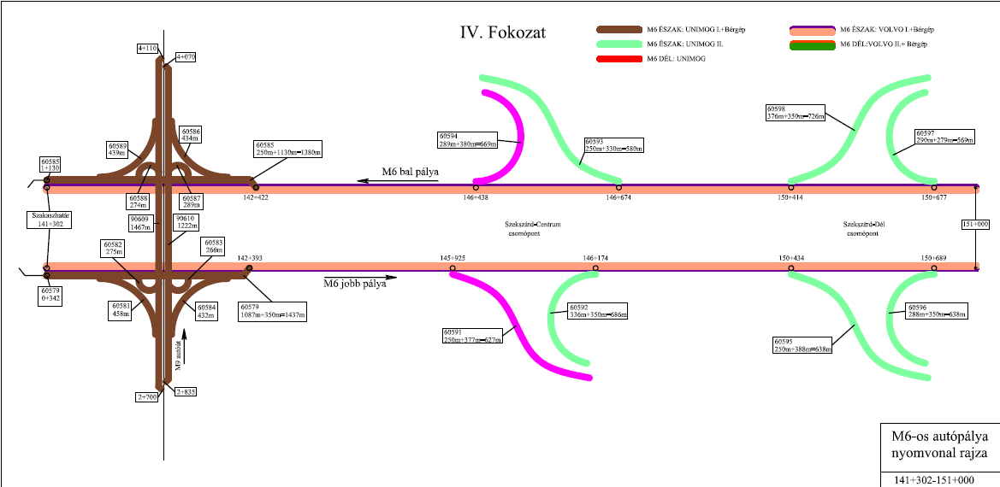 IV. Fokozat
M6 ÉSZAK: UNIMOG I.+Bérgép
M6 ÉSZAK: UNIMOG II.
M6 DÉL: UNIMOG
M6 ÉSZAK: VOLVO I.+Bérgép
M6 DÉL:VOLVO II.+ Bérgép
4+110
4+070
60586
434m
60589
439m
60585
1+130
60585
250m+1130m=1380m
60588
274m
60587
289m
142+422
M6 bal pálya
60594
289m+380m=669m
60593
250m+330m=580m
146+438
146+674
60598
376m+350m=726m
60597
290m+279m=569m
150+414
150+677
Szakaszhatár
141+302
90609
1467m
90610
1222m
Szekszárd-Centrum
csomópont
Szekszárd-Dél
csomópont
151+000
60582
275m
60583
266m
142+393
145+925
146+174
150+434
150+689
60579
0+342
60581
458m
60584
432m
60579
1087m+350m=1437m
M6 jobb pálya
M9 autóút
60591
250m+377m=627m
60592
336m+350m=686m
60595
250m+388m=638m
60596
288m+350m=638m
2+700
2+835
M6-os autópálya
nyomvonal rajza
141+302-151+000